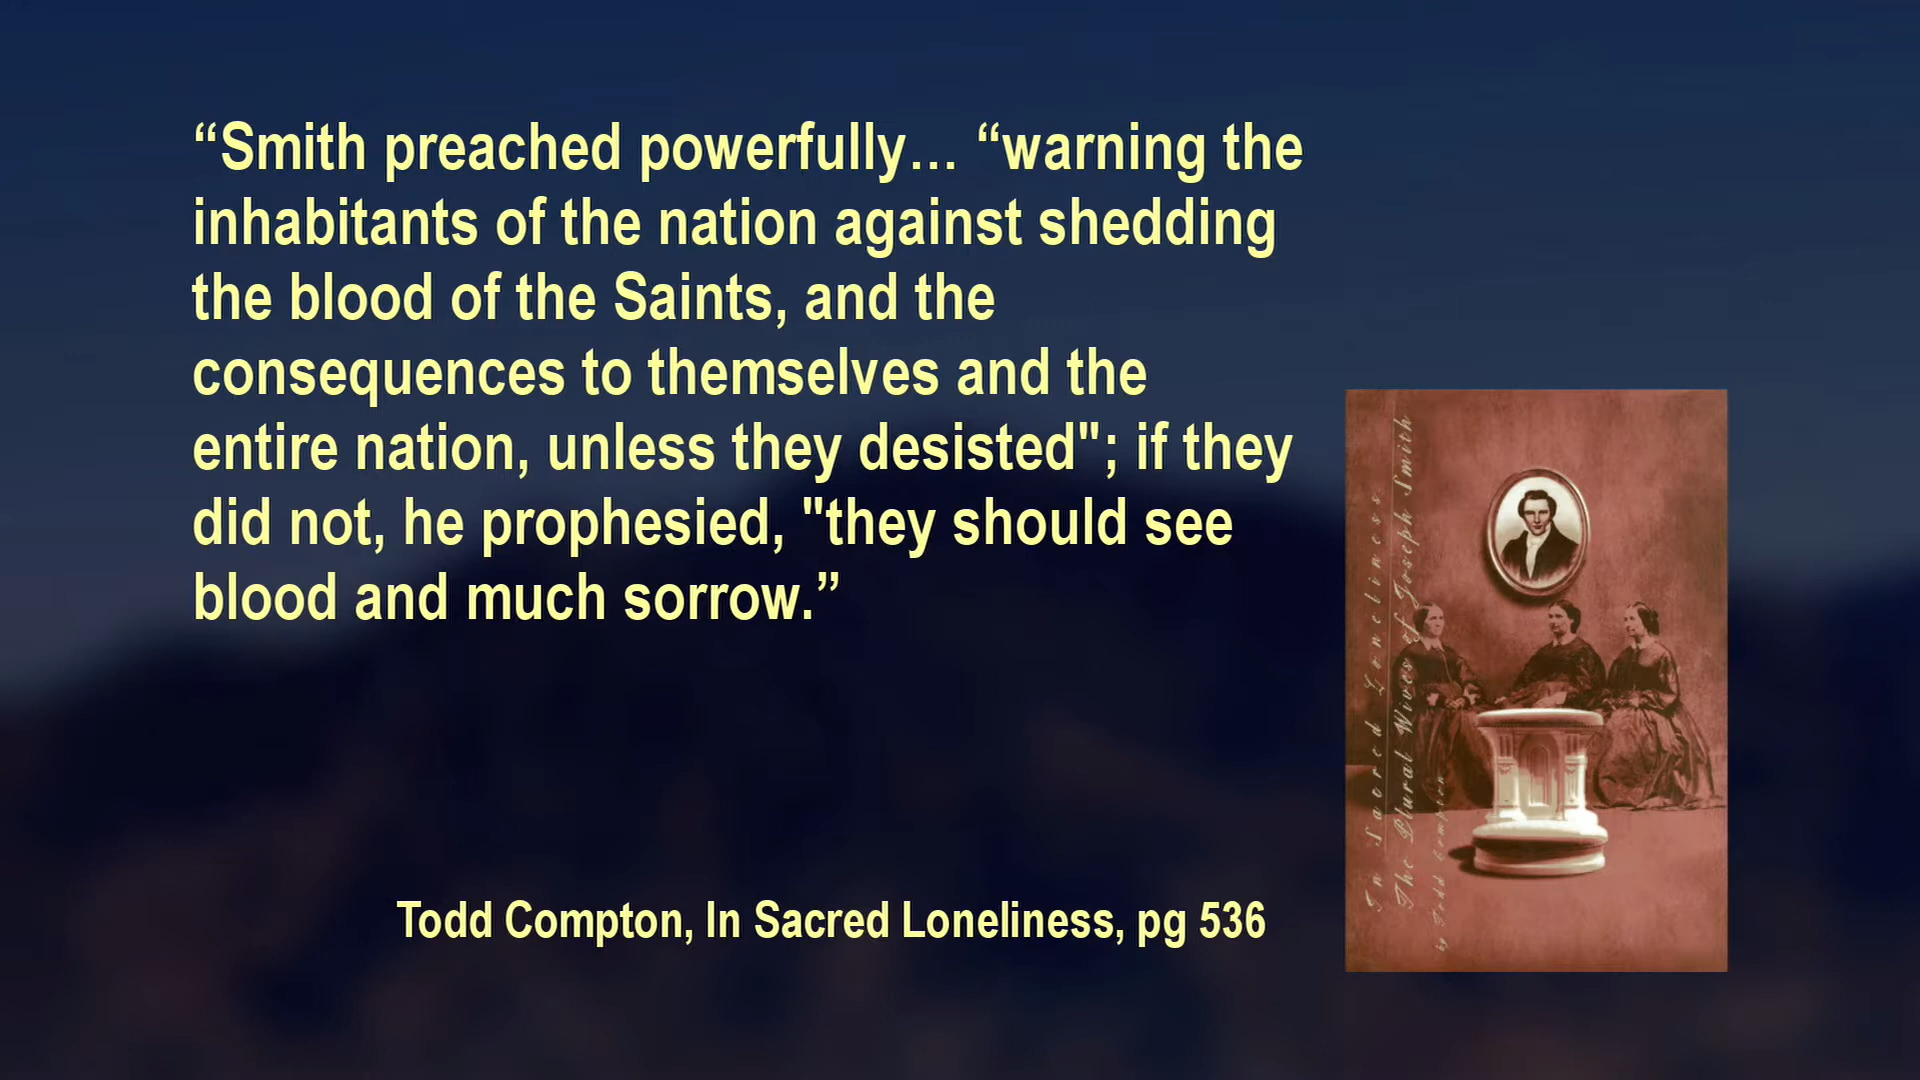 “Smith preached powerfully… “warning the
inhabitants of the nation against shedding
the blood of the Saints, and the
consequences to themselves and the
entire nation, unless they desisted"; if they
did not, he prophesied, "they should see
blood and much sorrow.”
Todd Compton, In Sacred Loneliness, pg 536
In Sacred Loneliness
The Plural Wives of Joseph Smith
by Todd Compton